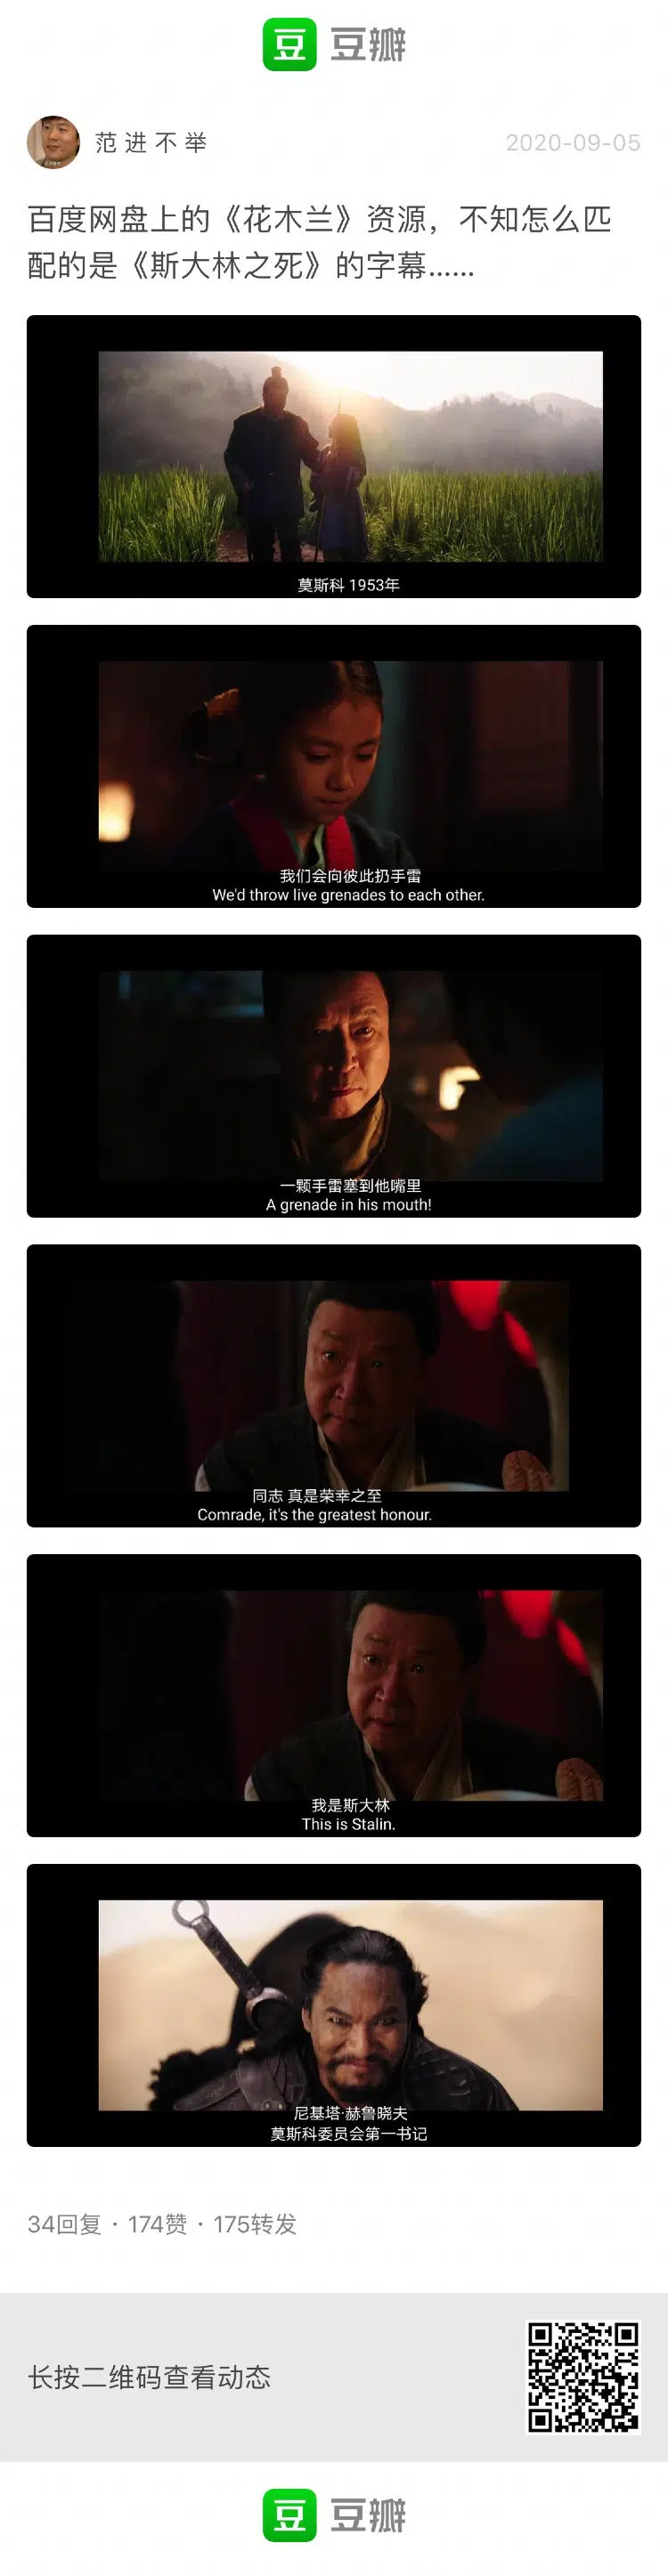 豆 豆瓣
范进不举
2020-09-05
百度网盘上的《花木兰》资源，不知怎么匹
配的是《斯大林之死》的字幕……
莫斯科 1953年
我们会向彼此扔手雷
We'd throw live grenades to each other.
一颗手雷塞到他嘴里
A grenade in his mouth!
同志 真是荣幸之至
Comrade, it's the greatest honour.
我是斯大林
This is Stalin.
尼基塔·赫鲁晓夫
莫斯科委员会第一书记
34回复 · 174赞 · 175转发
长按二维码查看动态
豆 豆瓣